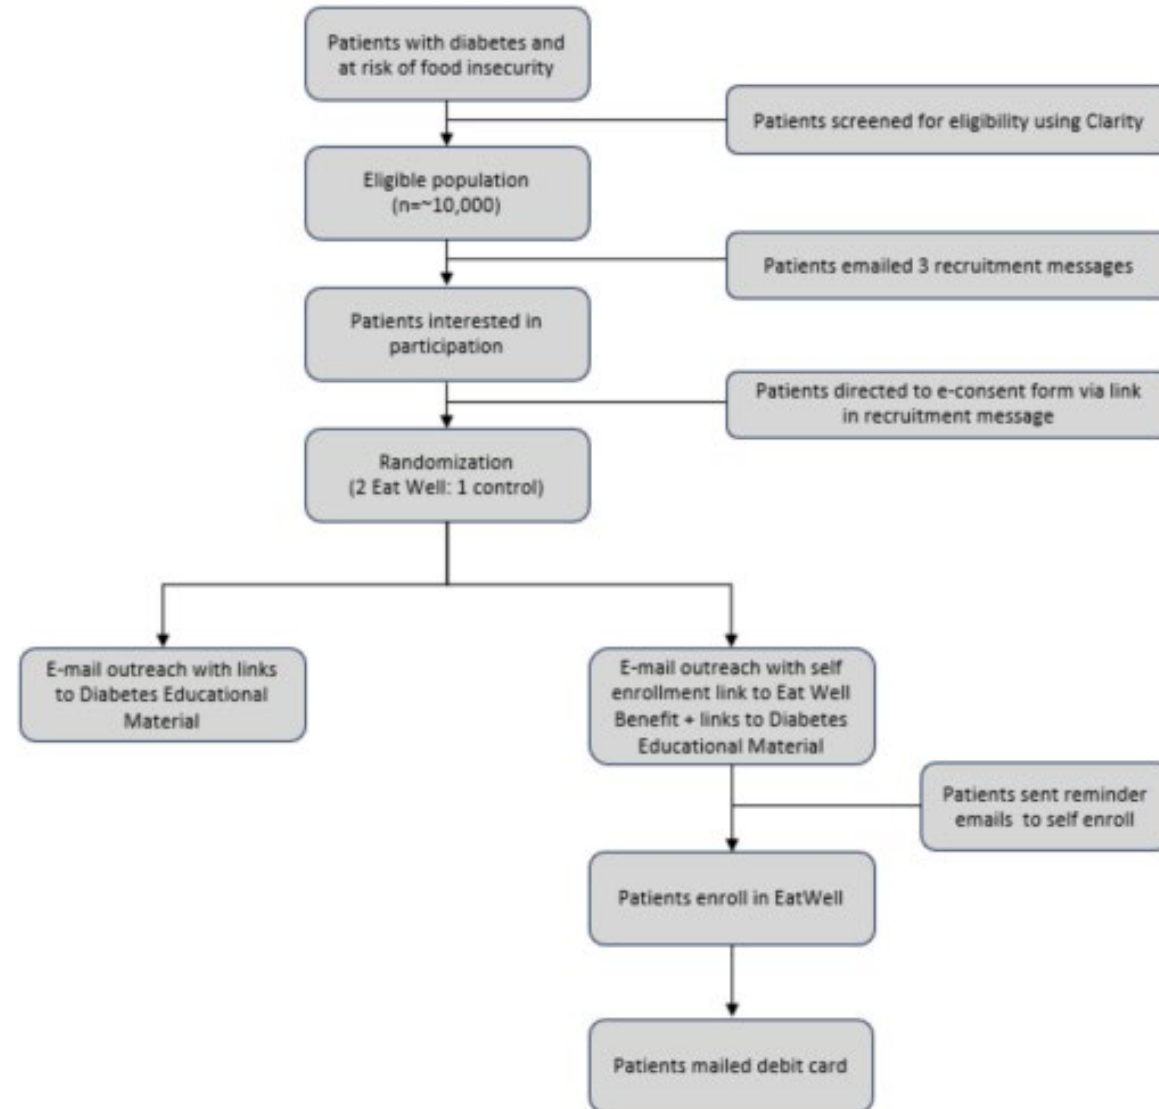 Patients with diabetes and
at risk of food insecurity
Patients screened for eligibility using Clarity
Eligible population
(n=~10,000)
Patients emailed 3 recruitment messages
Patients interested in
participation
Patients directed to e-consent form via link
in recruitment message
Randomization
(2 Eat Well: 1 control)
E-mail outreach with links
to Diabetes Educational
Material
E-mail outreach with self
enrollment link to Eat Well
Benefit + links to Diabetes
Educational Material
Patients sent reminder
emails to self enroll
Patients enroll in EatWell
Patients mailed debit card